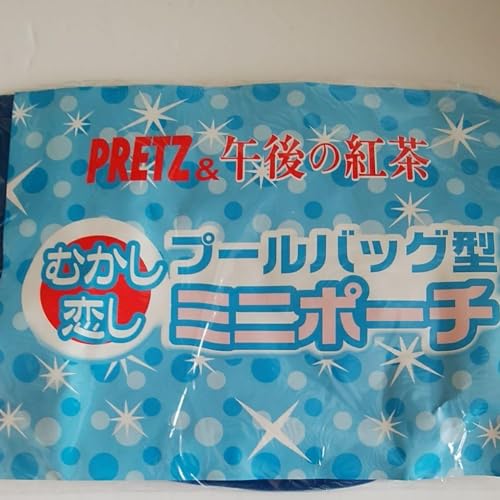 PRETZ&午後の紅茶
むかし
恋し
プールバッグ型
ミニポーチ